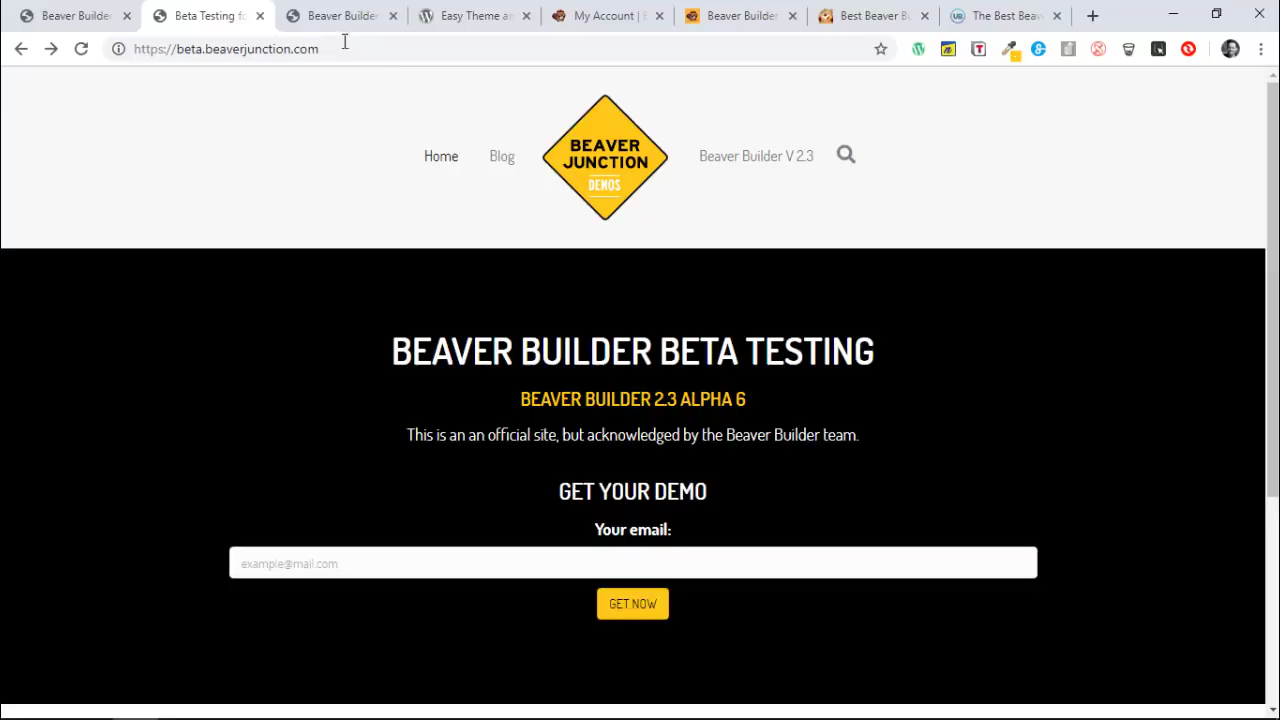 Beaver Builder
Beta Testing fo
Beaver Builder
Easy Theme an
My Account | B
Beaver Builder
Best Beaver Bu
The Best Beav
https://beta.beaverjunction.com
Home
Blog
BEAVER
JUNCTION
DEMOS
Beaver Builder V 2.3
BEAVER BUILDER BETA TESTING
BEAVER BUILDER 2.3 ALPHA 6
This is an an official site, but acknowledged by the Beaver Builder team.
GET YOUR DEMO
Your email:
example@mail.com
GET NOW